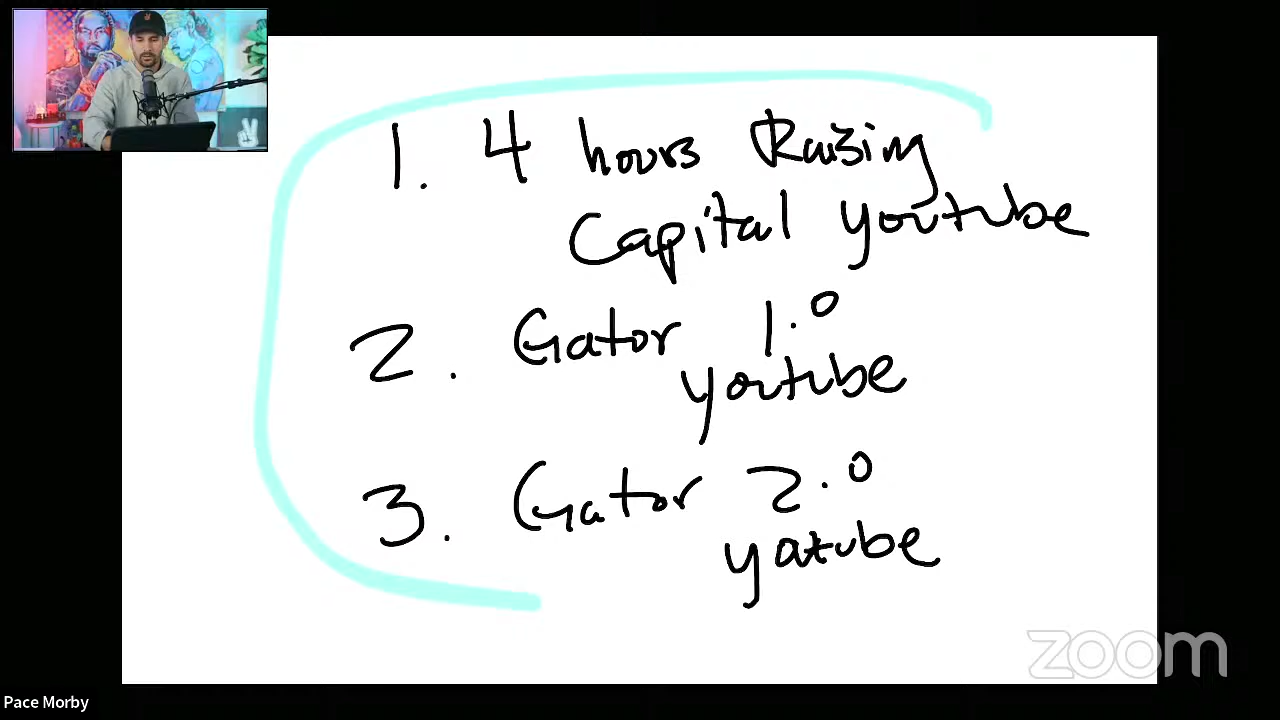 1. 4 hours Raising
Capital youtube
2. Gator 1.0
youtube
3. Gator 2.0
yatube
zoom
Pace Morby